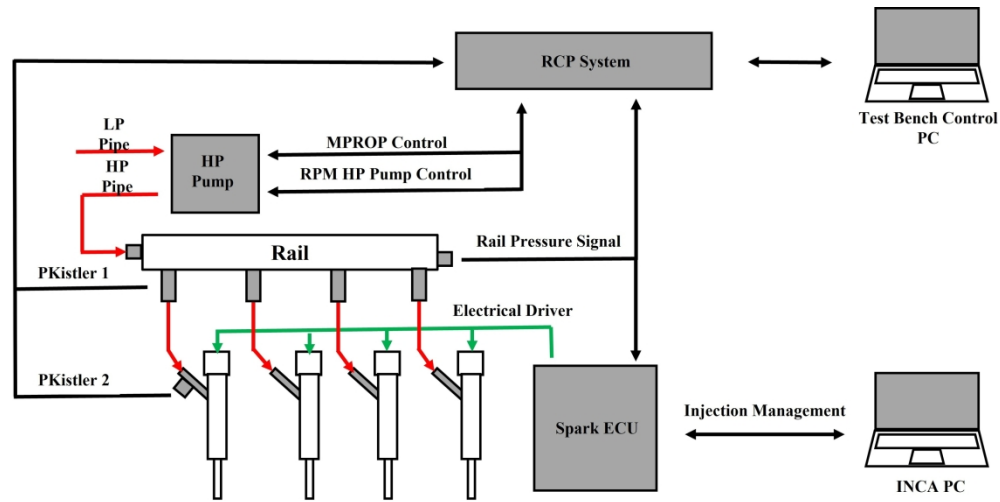 RCP System
Test Bench Control
PC
LP
Pipe
HP
Pipe
HP
Pump
MPROP Control
RPM HP Pump Control
Rail
Rail Pressure Signal
PKistler 1
Electrical Driver
PKistler 2
Spark ECU
Injection Management
INCA PC